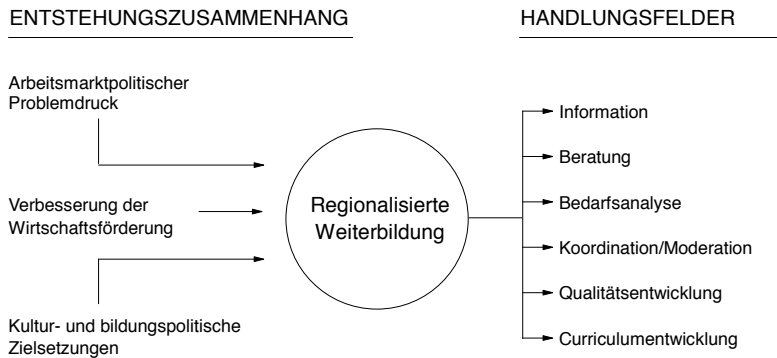 ENTSTEHUNGSZUSAMMENHANG
Arbeitsmarktpolitischer
Problemdruck
Verbesserung der
Wirtschaftsförderung
Kultur- und bildungspolitische
Zielsetzungen
Regionalisierte
Weiterbildung
HANDLUNGSFELDER
Information
Beratung
Bedarfsanalyse
Koordination/Moderation
Qualitätsentwicklung
Curriculumentwicklung